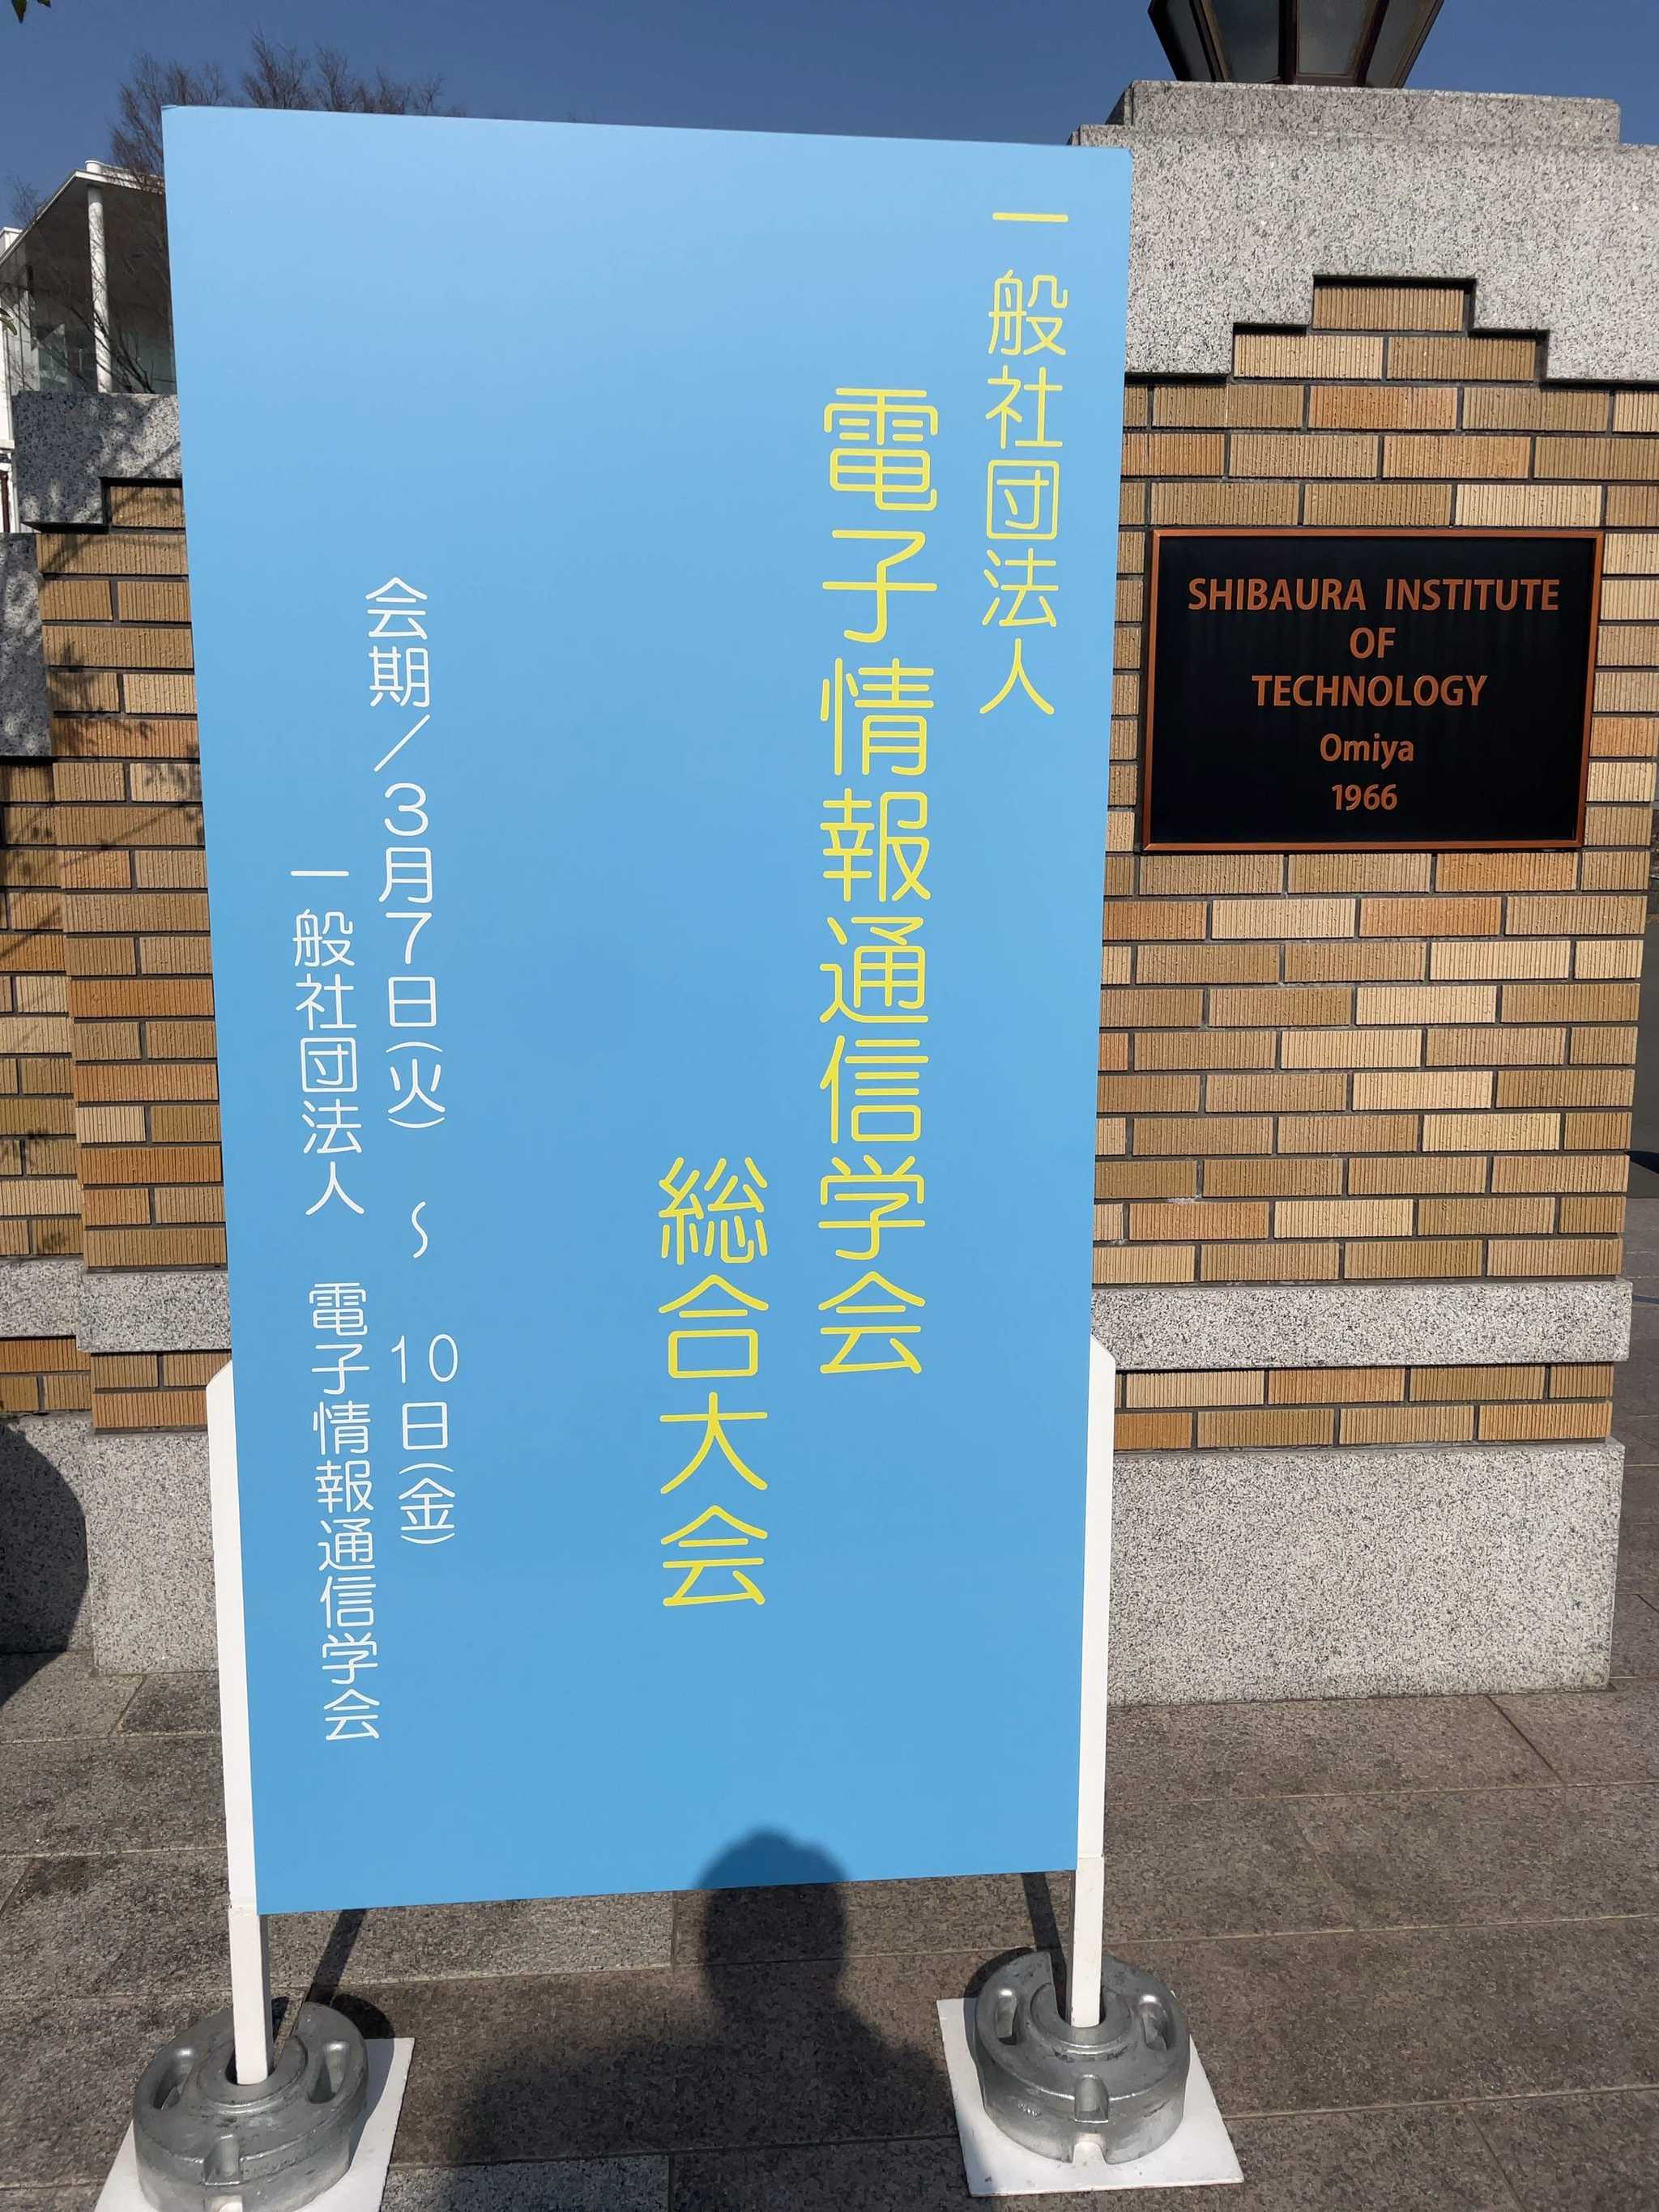 一般社団法人
電子情報通信学会
総合大会
会期／3月7日(火) ～ 10日(金)
一般社団法人 電子情報通信学会
SHIBAURA INSTITUTE
OF
TECHNOLOGY
Omiya
1966